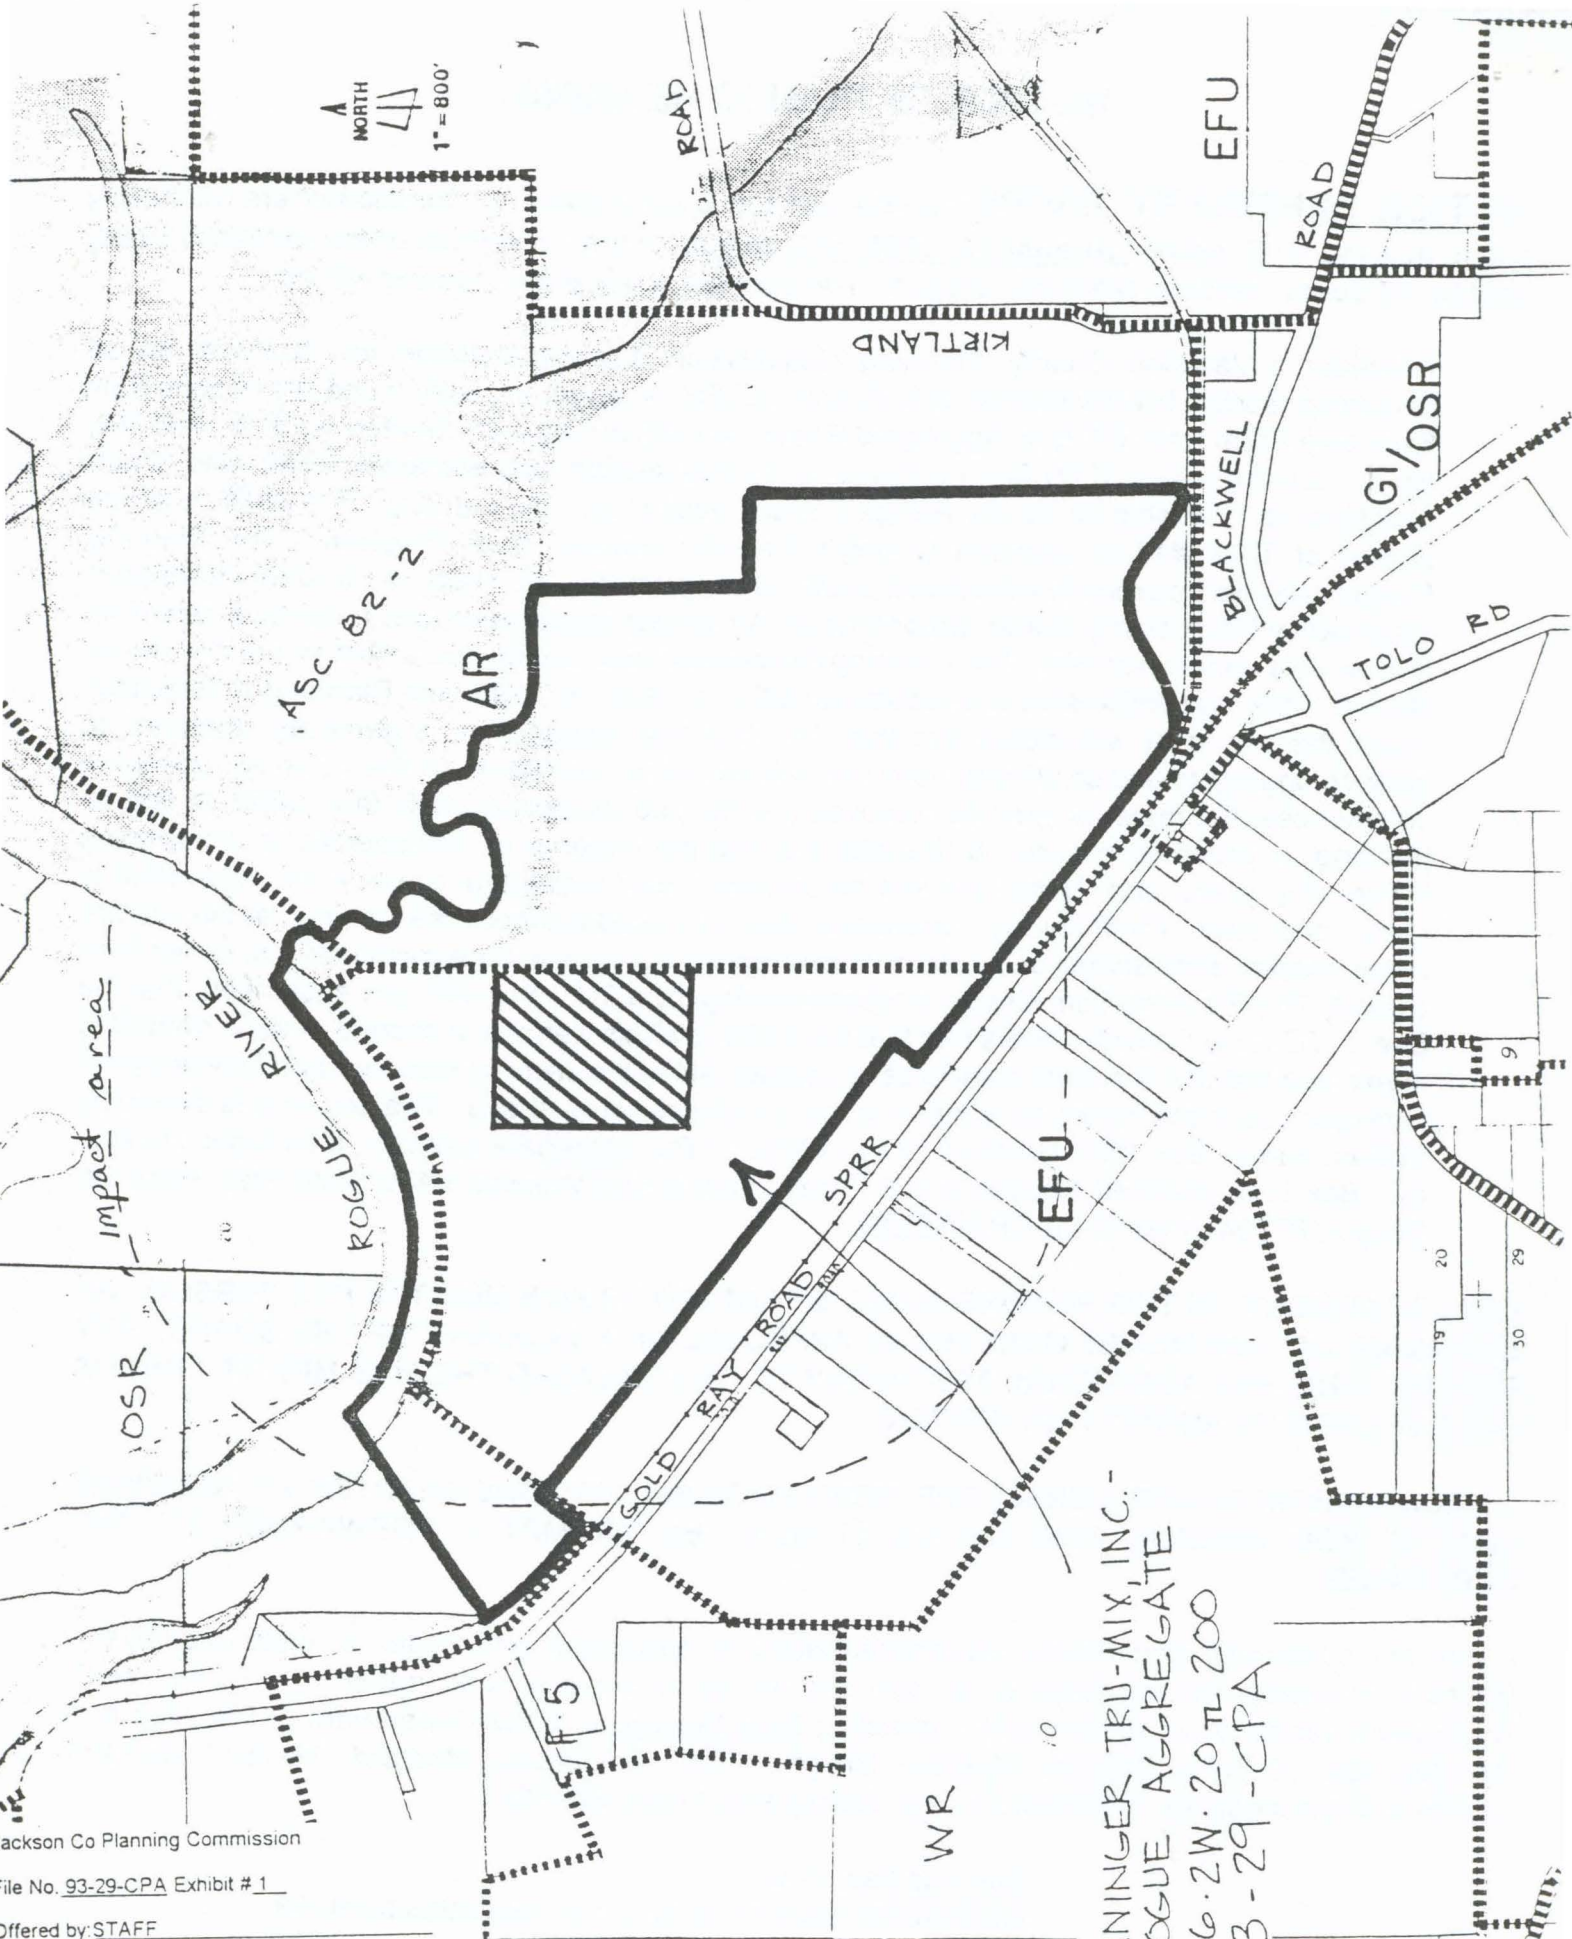 NORTH
1"=800'
ROAD
EFU
ROAD
KIRTLAND
BLACKWELL
GI/OSR
TOLO RD
ASC 82-2
AR
impact area
RIVER
ROGUE
OSR
SPRR
GOLD RAY ROAD
EFU
F 5
WR
10
9
20
19
29
30
NINGER TRU-MIX, INC.-
OGUE AGGREGATE
6·2W·20 TL 200
3-29-CPA
ackson Co Planning Commission
File No. 93-29-CPA Exhibit # 1
Offered by: STAFF